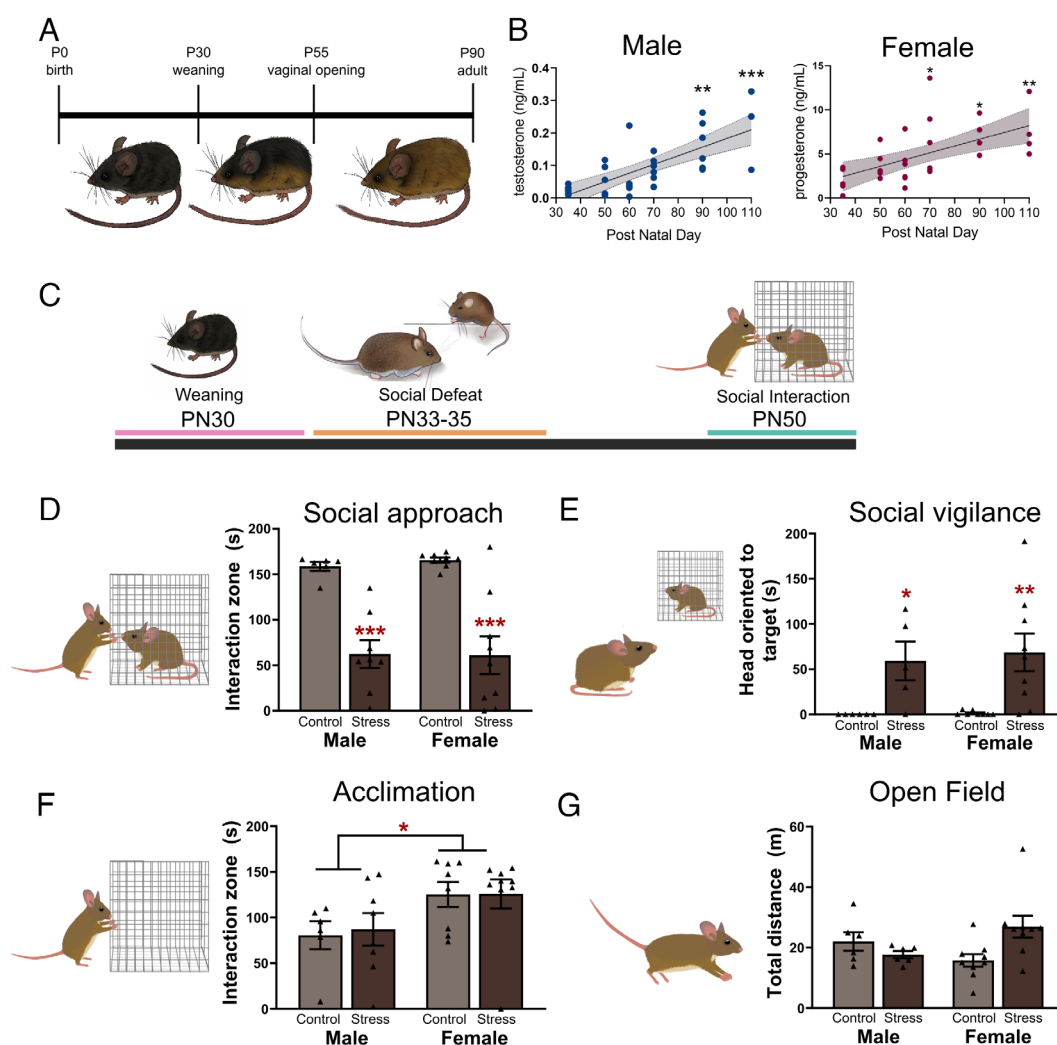 A
P0
birth
P30
weaning
P55
vaginal opening
P90
adult
B
Male
testosterone (ng/mL)
0.4
0.3
0.2
0.1
0.0
** ***
30 40 50 60 70 80 90 100 110
Post Natal Day
Female
progesterone (ng/mL)
15
10
5
0
* * **
30 40 50 60 70 80 90 100 110
Post Natal Day
C
Weaning
PN30
Social Defeat
PN33-35
Social Interaction
PN50
D
Social approach
Interaction zone (s)
200
150
100
50
0
*** ***
Control Stress Control Stress
Male Female
E
Social vigilance
Head oriented to
target (s)
200
150
100
50
0
* **
Control Stress Control Stress
Male Female
F
Acclimation
Interaction zone (s)
200
150
100
50
0
*
Control Stress Control Stress
Male Female
G
Open Field
Total distance (m)
60
40
20
0
Control Stress Control Stress
Male Female